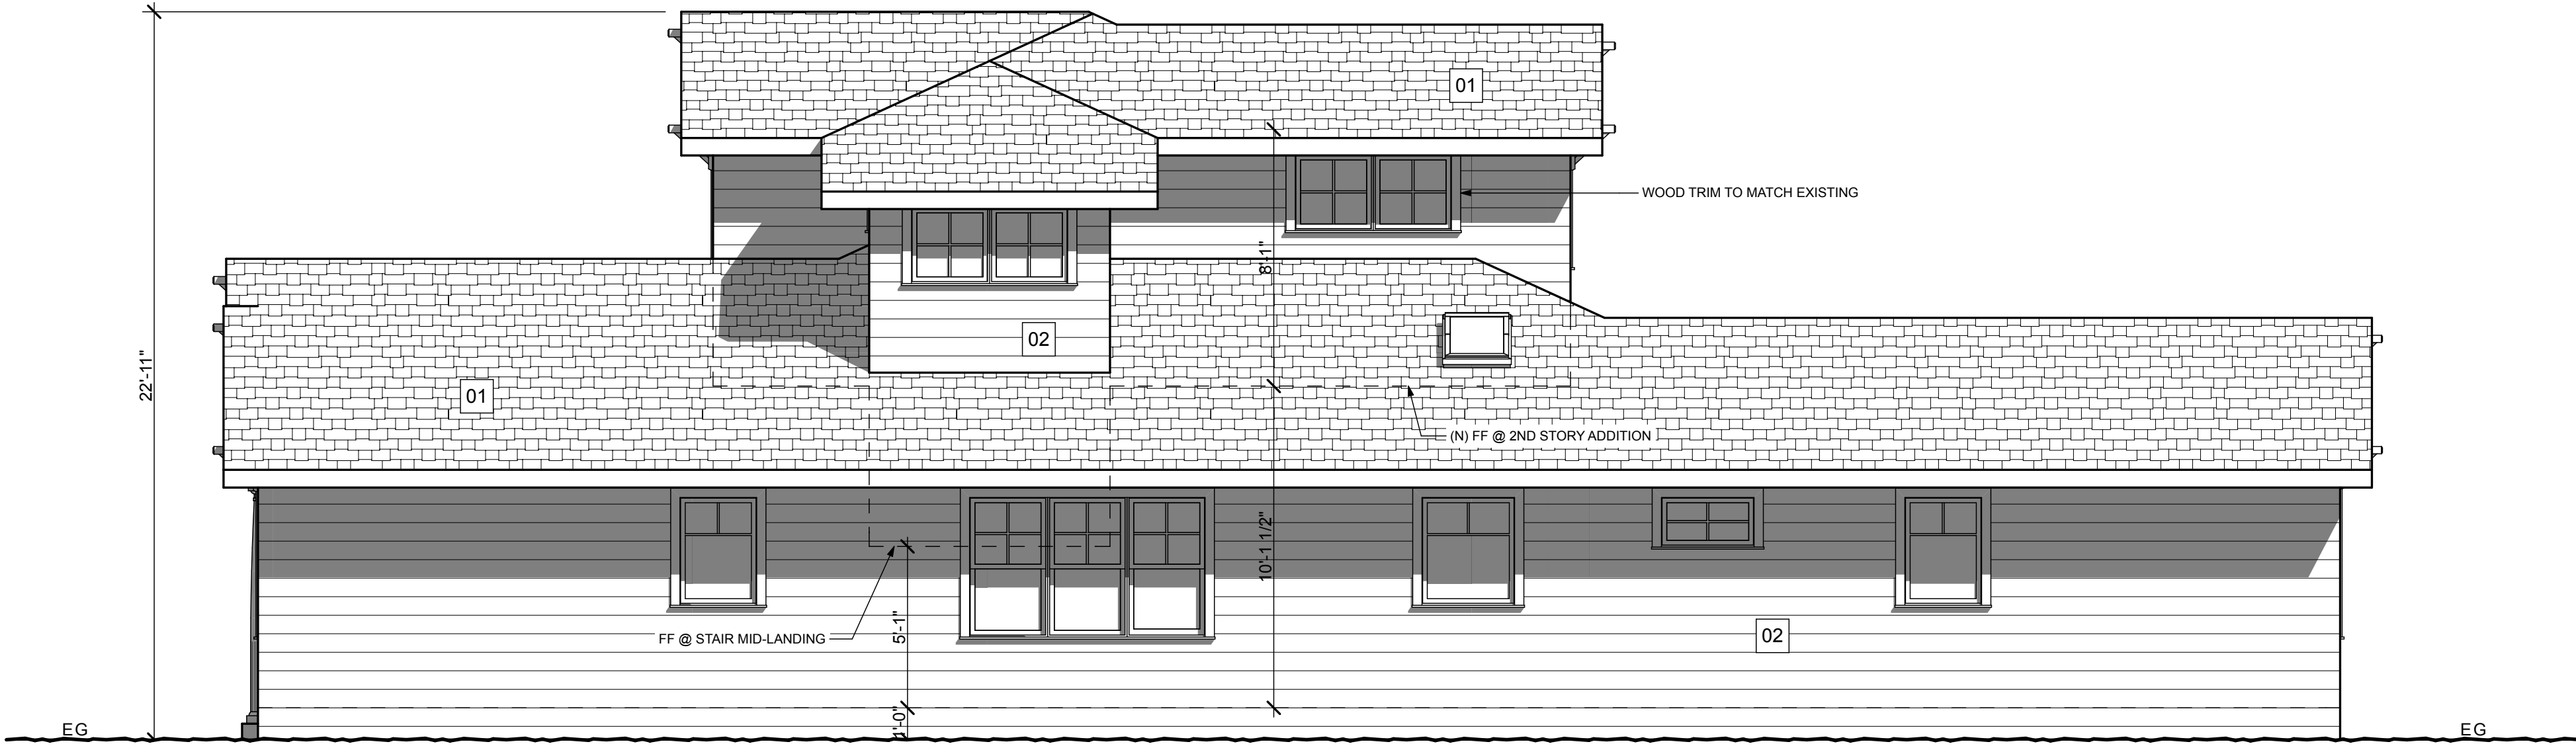 01
WOOD TRIM TO MATCH EXISTING
8'-1"
02
22'-11"
01
(N) FF @ 2ND STORY ADDITION
10'-1 1/2"
FF @ STAIR MID-LANDING
5'-1"
02
1'-0"
EG
EG